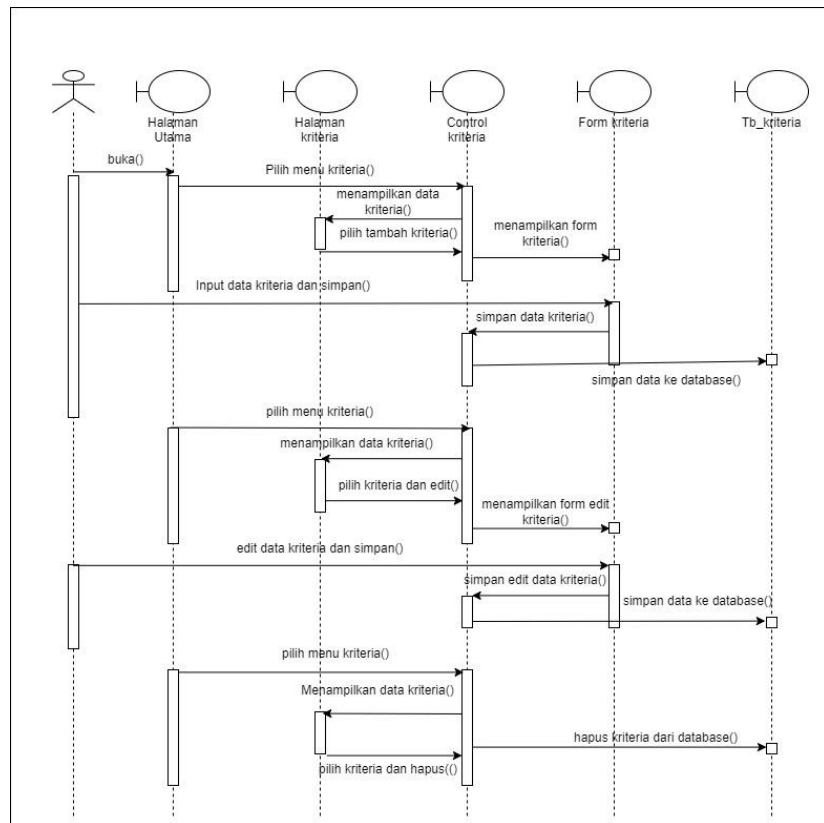 Halaman
Utama
Halaman
kriteria
Control
kriteria
Form kriteria
Tb_kriteria
buka()
Pilih menu kriteria()
menampilkan data
kriteria()
pilih tambah kriteria()
menampilkan form
kriteria()
Input data kriteria dan simpan()
simpan data kriteria()
simpan data ke database()
pilih menu kriteria()
menampilkan data kriteria()
pilih kriteria dan edit()
menampilkan form edit
kriteria()
edit data kriteria dan simpan()
simpan edit data kriteria()
simpan data ke database()
pilih menu kriteria()
Menampilkan data kriteria()
hapus kriteria dari database()
pilih kriteria dan hapus(()